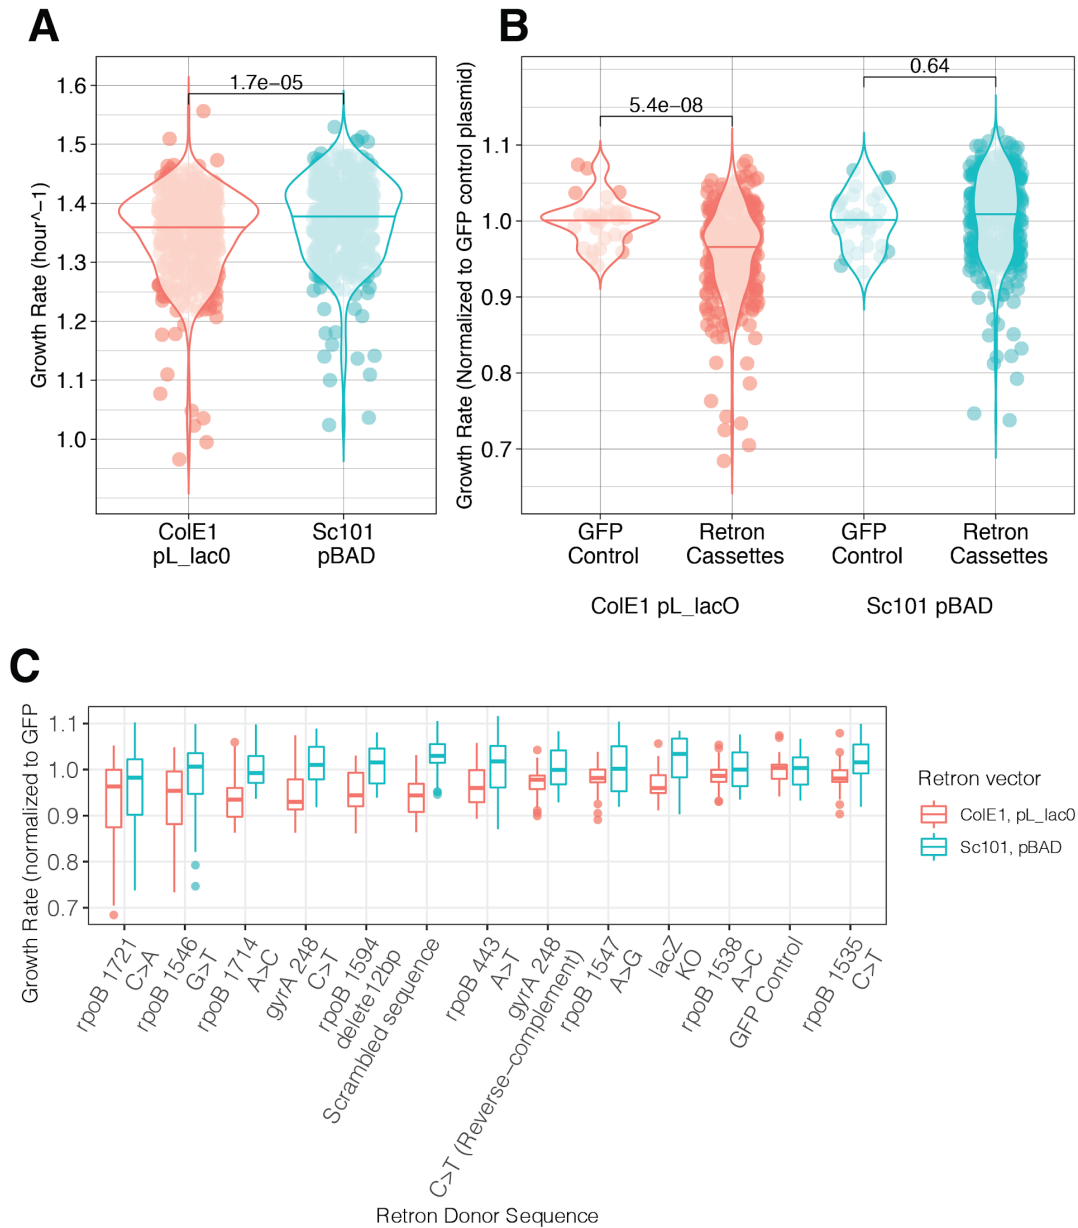 A
Growth Rate (hour^−1)
1.6
1.5
1.4
1.3
1.2
1.1
1.0
1.7e−05
ColE1
pL_lac0
Sc101
pBAD
B
Growth Rate (Normalized to GFP control plasmid)
1.1
1.0
0.9
0.8
0.7
5.4e−08
0.64
GFP
Control
Retron
Cassettes
GFP
Control
Retron
Cassettes
ColE1 pL_lacO
Sc101 pBAD
C
Growth Rate (normalized to GFP
1.1
1.0
0.9
0.8
0.7
rpoB 1721
C>A
rpoB 1546
G>T
rpoB 1714
A>C
gyrA 248
C>T
rpoB 1594
delete12bp
Scrambled sequence
rpoB 443
A>T
gyrA 248
C>T (Reverse−complement)
rpoB 1547
A>G
lacZ
KO
rpoB 1538
A>C
GFP Control
rpoB 1535
C>T
Retron Donor Sequence
Retron vector
ColE1, pL_lac0
Sc101, pBAD